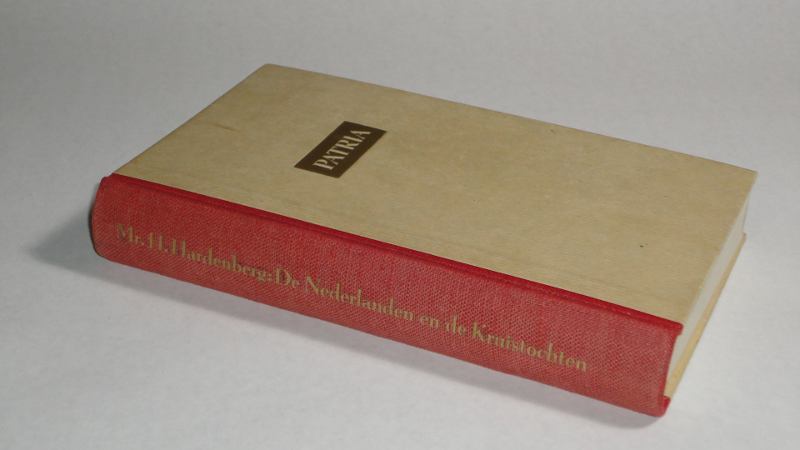 PATRIA
Mr. H. Hardenberg: De Nederlanden en de Kruistochten